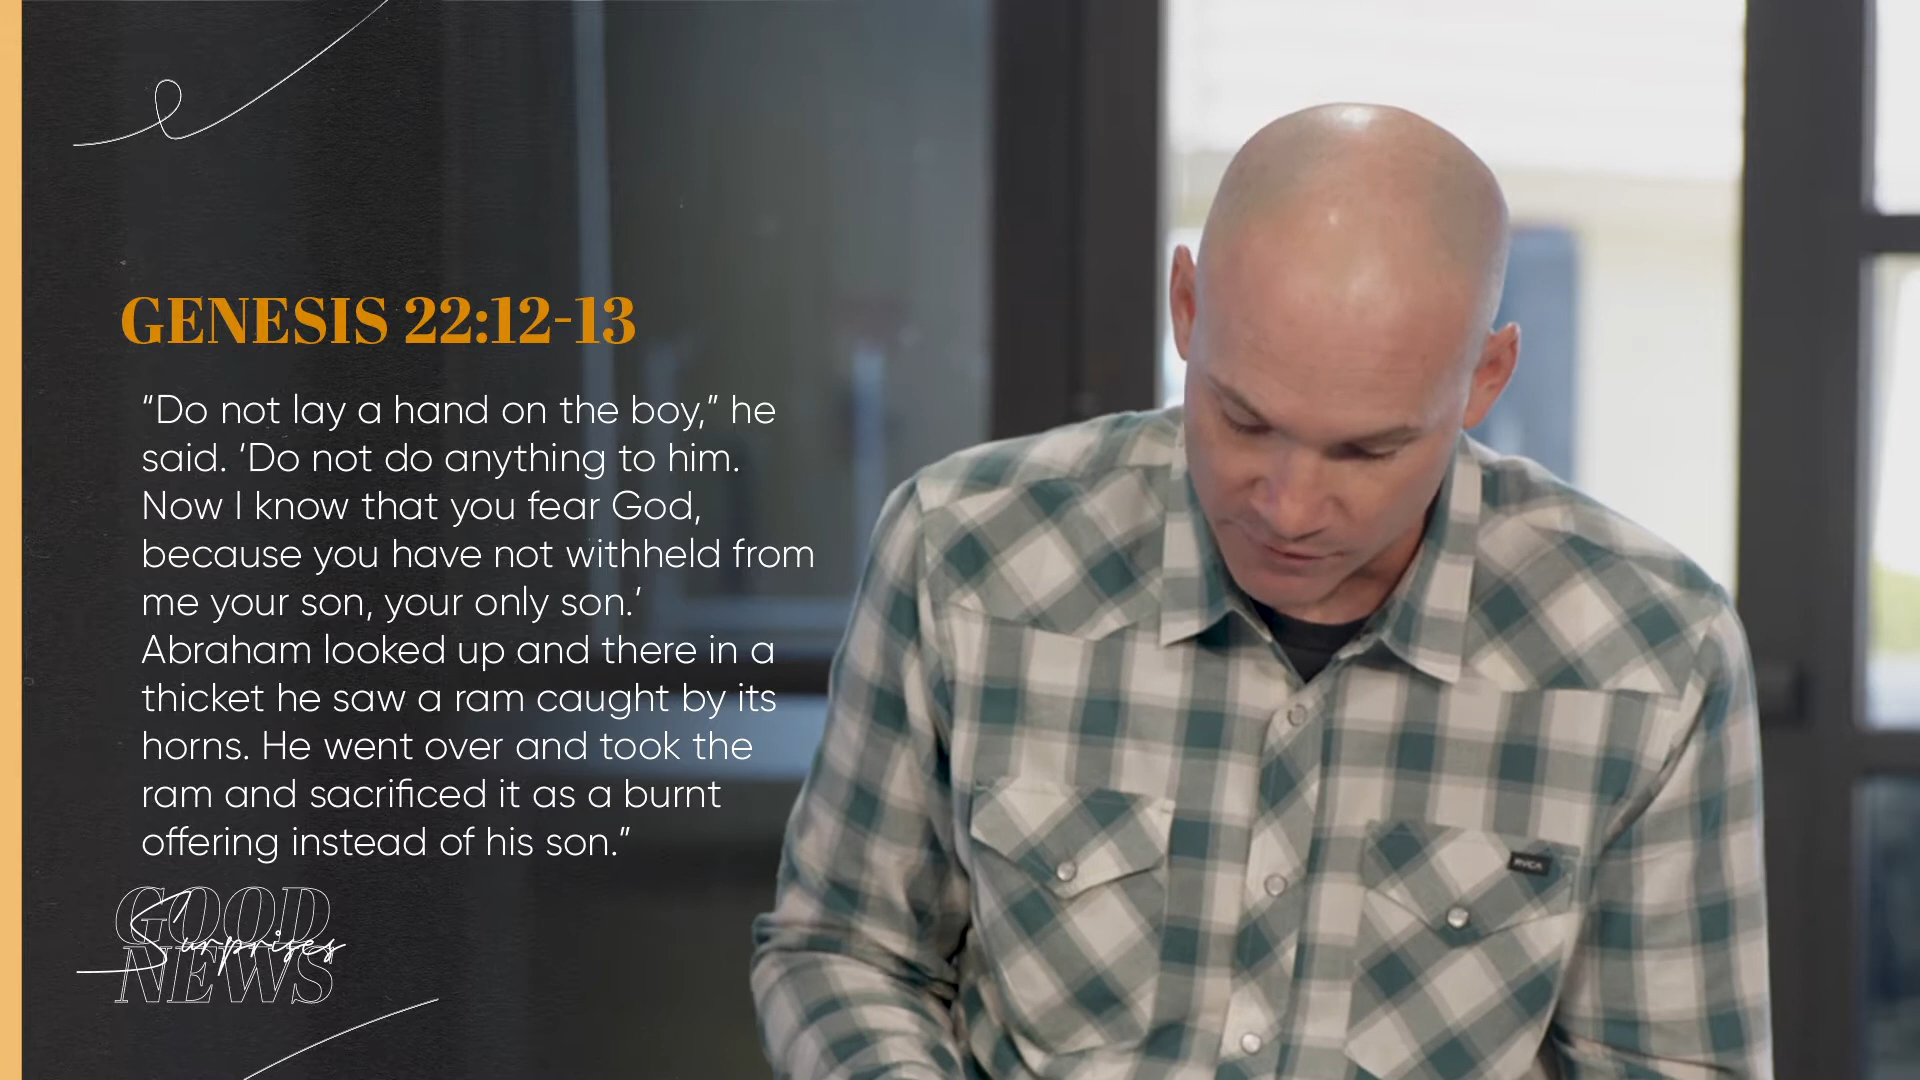 GENESIS 22:12-13
“Do not lay a hand on the boy,” he
said. ‘Do not do anything to him.
Now I know that you fear God,
because you have not withheld from
me your son, your only son.’
Abraham looked up and there in a
thicket he saw a ram caught by its
horns. He went over and took the
ram and sacrificed it as a burnt
offering instead of his son.”
GOOD
Surprises
NEWS
RVCA